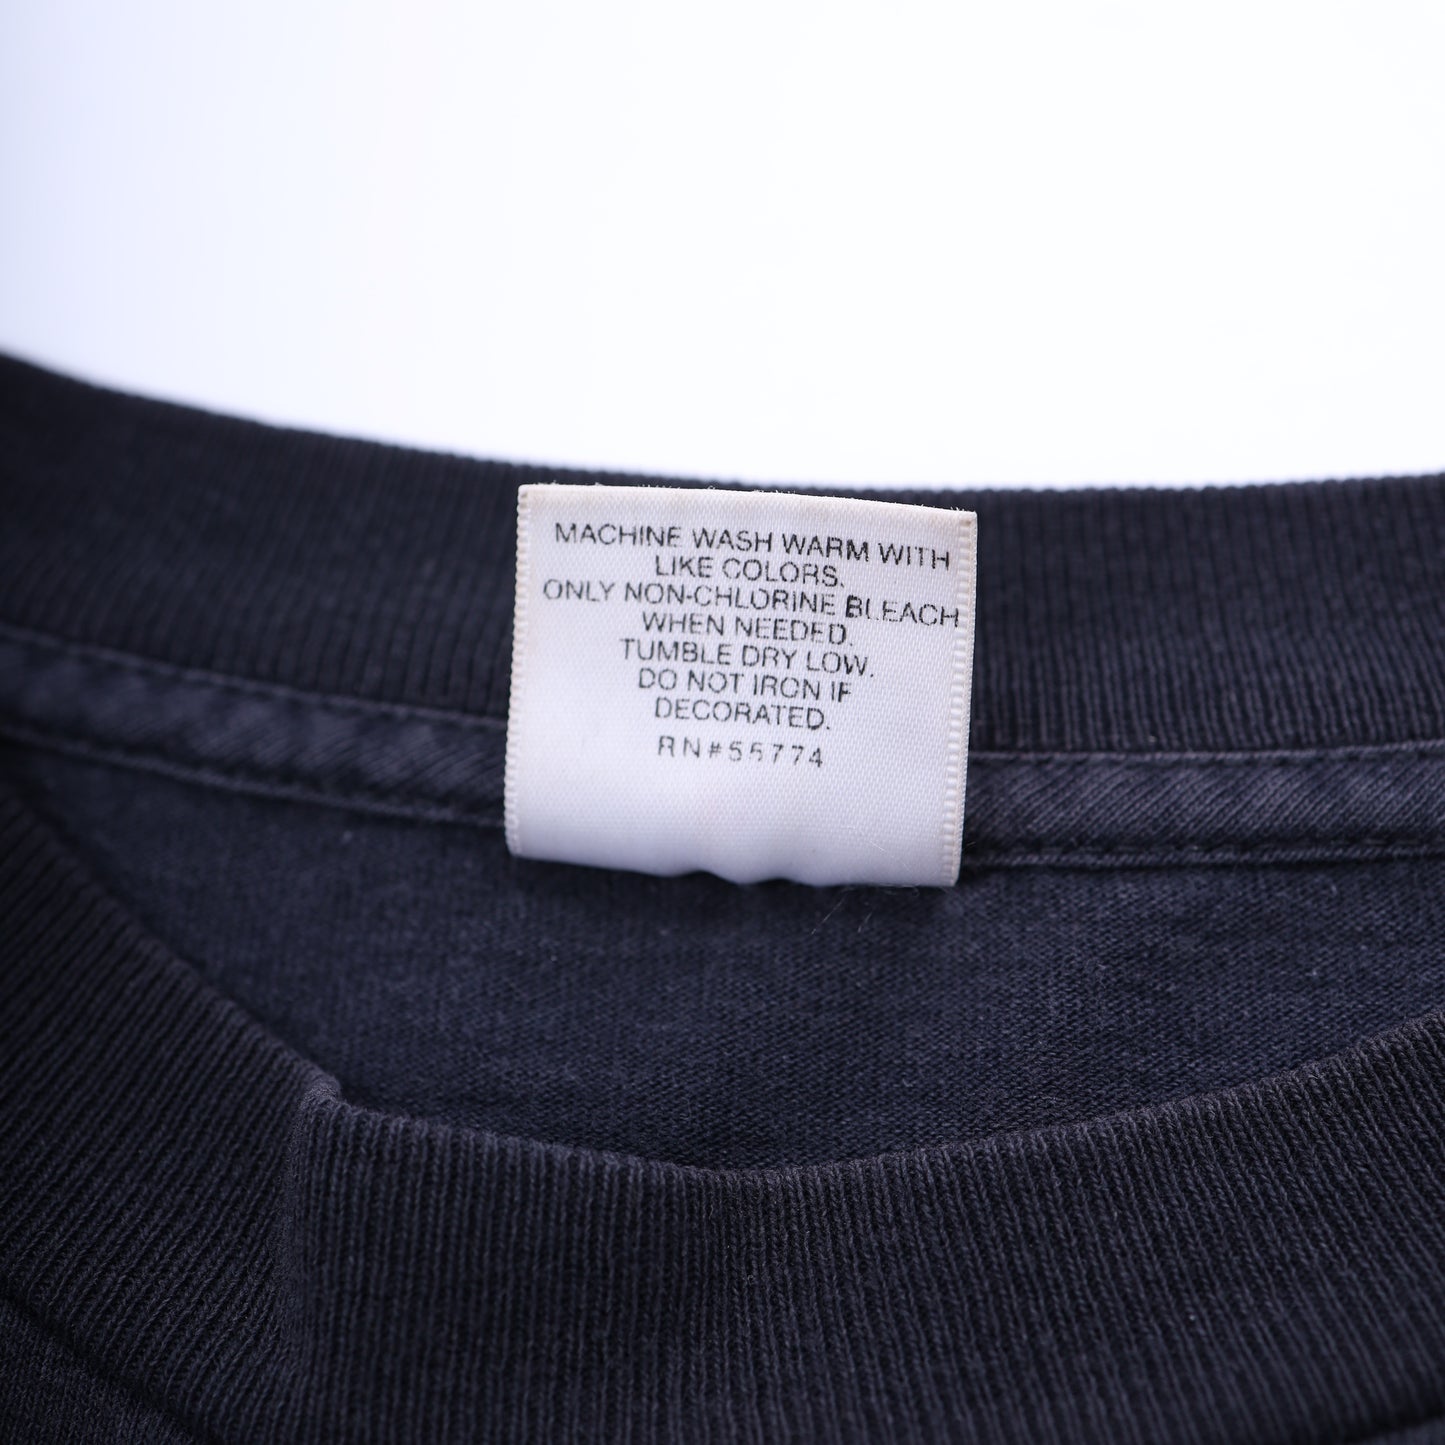 MACHINE WASH WARM WITH
LIKE COLORS.
ONLY NON-CHLORINE BLEACH
WHEN NEEDED.
TUMBLE DRY LOW.
DO NOT IRON IF
DECORATED.
RN#55774